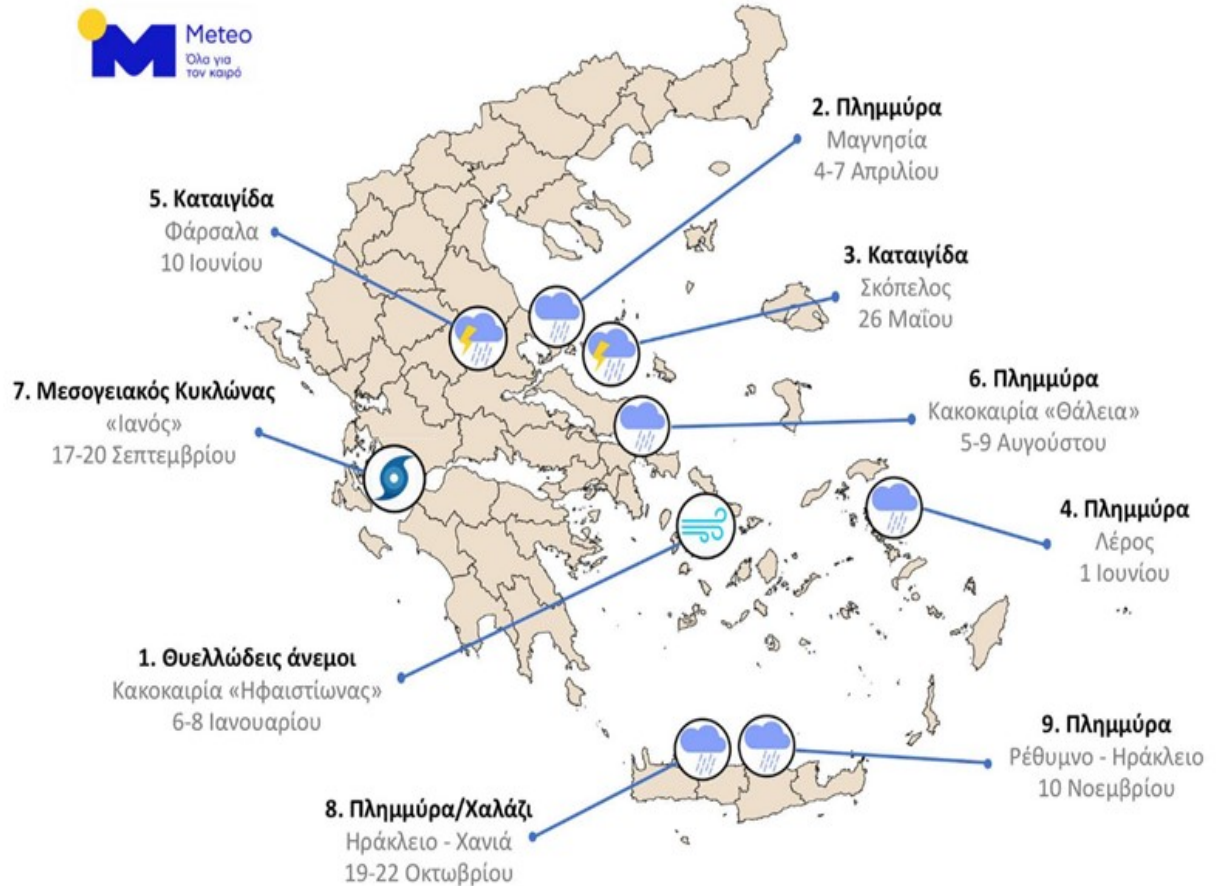 Meteo
Όλα για
τον καιρό
2. Πλημμύρα
Μαγνησία
4-7 Απριλίου
5. Καταιγίδα
Φάρσαλα
10 Ιουνίου
3. Καταιγίδα
Σκόπελος
26 Μαΐου
7. Μεσογειακός Κυκλώνας
«Ιανός»
17-20 Σεπτεμβρίου
6. Πλημμύρα
Κακοκαιρία «Θάλεια»
5-9 Αυγούστου
4. Πλημμύρα
Λέρος
1 Ιουνίου
1. Θυελλώδεις άνεμοι
Κακοκαιρία «Ηφαιστίωνας»
6-8 Ιανουαρίου
9. Πλημμύρα
Ρέθυμνο - Ηράκλειο
10 Νοεμβρίου
8. Πλημμύρα/Χαλάζι
Ηράκλειο - Χανιά
19-22 Οκτωβρίου